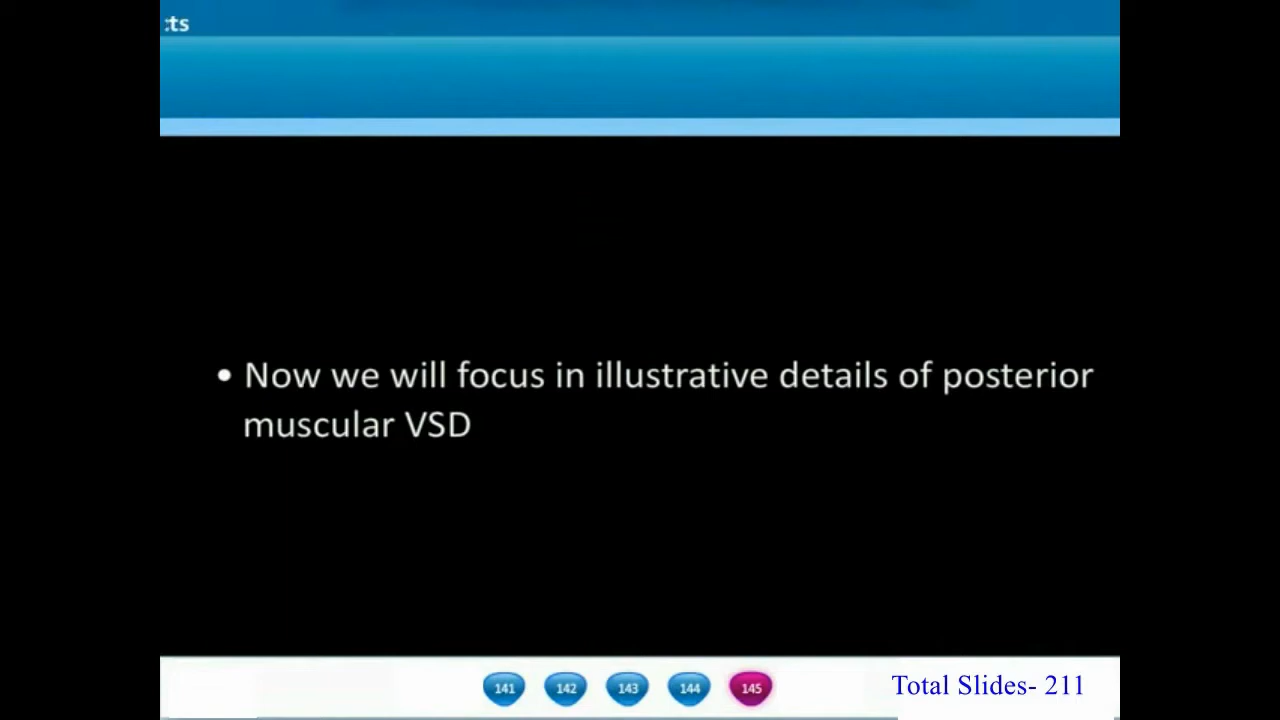 :ts
• Now we will focus in illustrative details of posterior
muscular VSD
141 142 143 144 145
Total Slides- 211